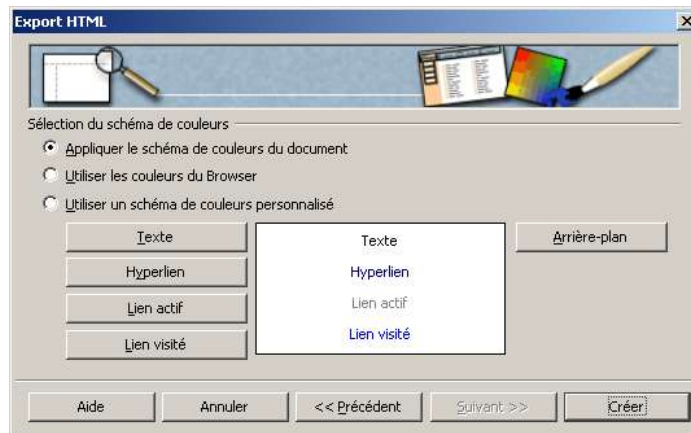 Export HTML
Sélection du schéma de couleurs
Appliquer le schéma de couleurs du document
Utiliser les couleurs du Browser
Utiliser un schéma de couleurs personnalisé
Texte
Texte
Arrière-plan
Hyperlien
Hyperlien
Lien actif
Lien actif
Lien visité
Lien visité
Aide
Annuler
<< Précédent
Suivant >>
Créer